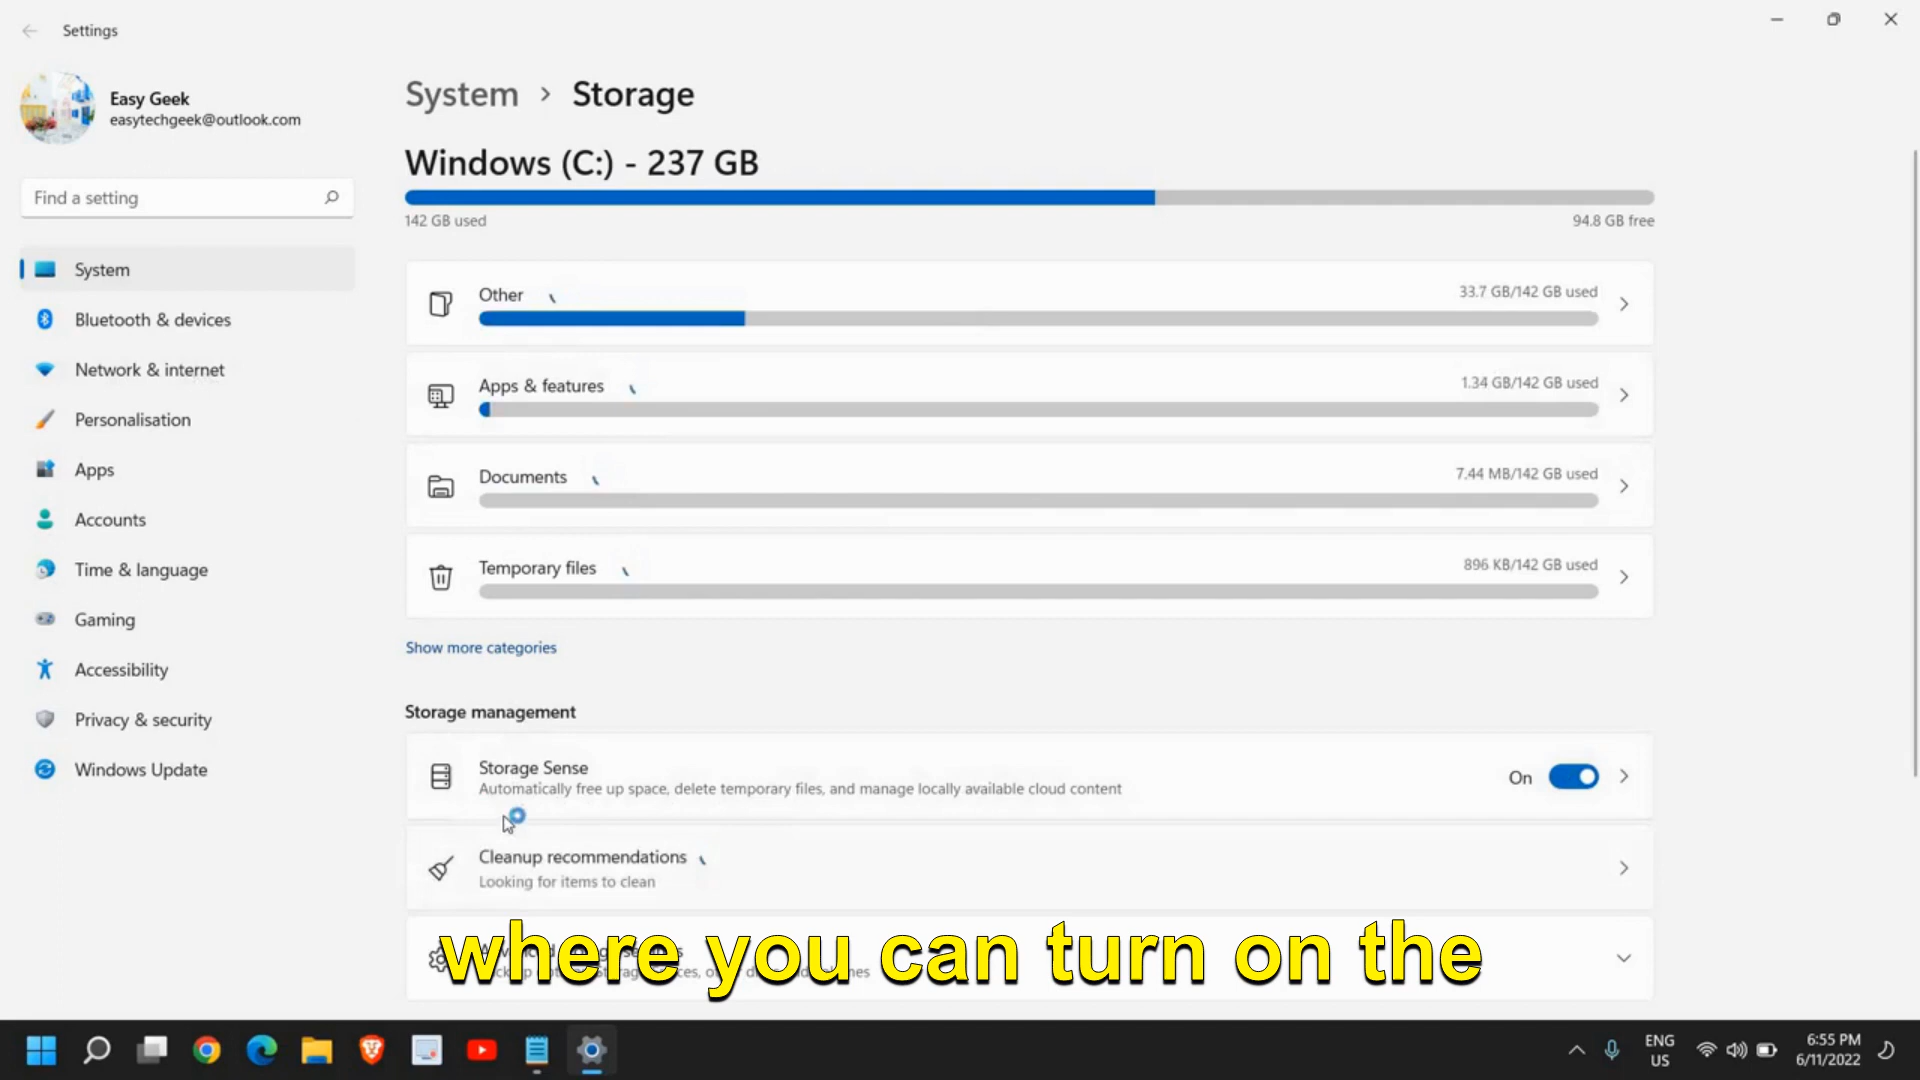 Settings
Easy Geek
easytechgeek@outlook.com
Find a setting
System
Bluetooth & devices
Network & internet
Personalisation
Apps
Accounts
Time & language
Gaming
Accessibility
Privacy & security
Windows Update
System > Storage
Windows (C:) - 237 GB
142 GB used
94.8 GB free
Other
33.7 GB/142 GB used
Apps & features
1.34 GB/142 GB used
Documents
7.44 MB/142 GB used
Temporary files
896 KB/142 GB used
Show more categories
Storage management
Storage Sense
Automatically free up space, delete temporary files, and manage locally available cloud content
On
Cleanup recommendations
Looking for items to clean
where you can turn on the
ENG
US
6:55 PM
6/11/2022